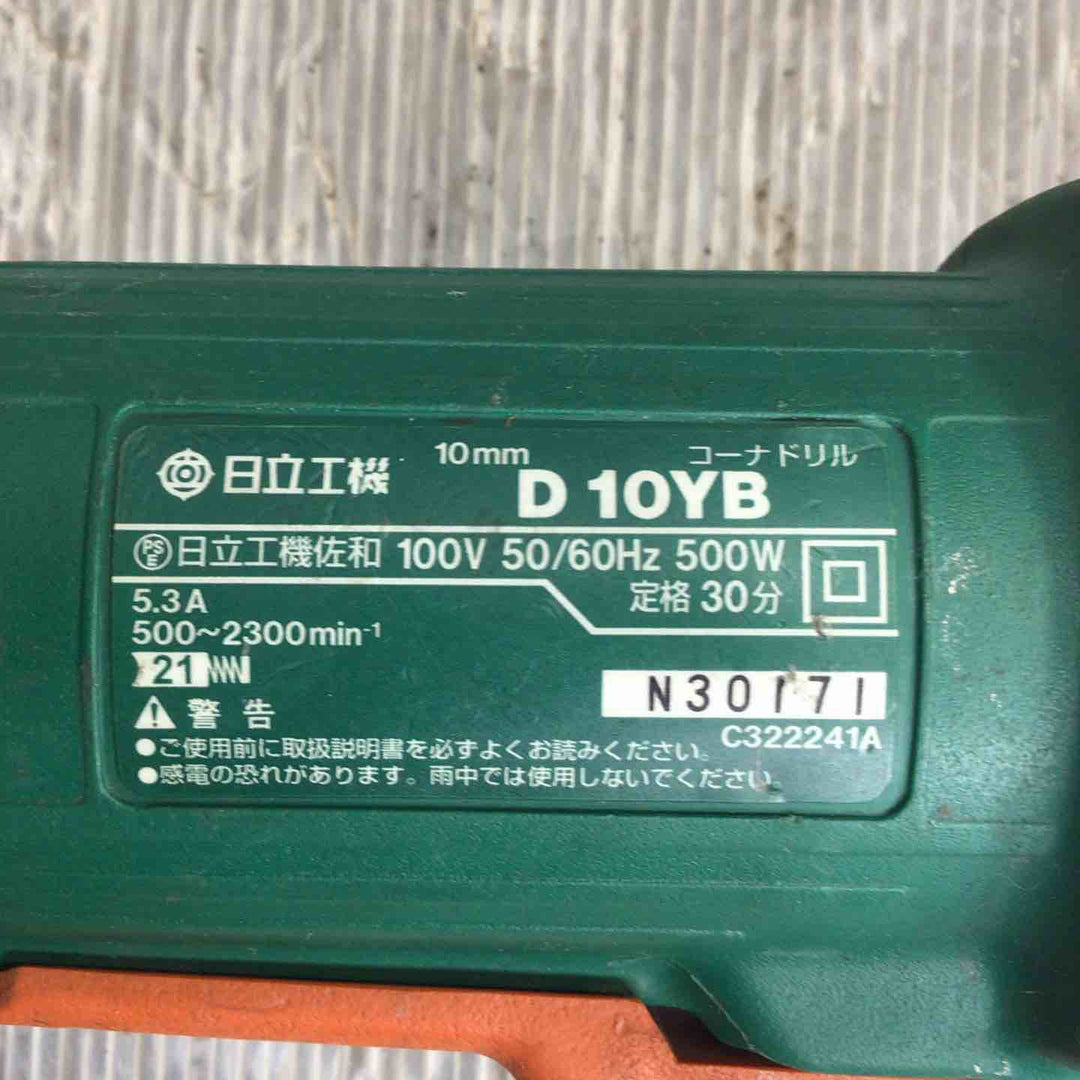 日立工機 10mm コーナドリル
D 10YB
PSE 日立工機佐和 100V 50/60Hz 500W
定格 30分
5.3A
500~2300min⁻¹
21
警告
N30171
C322241A
●ご使用前に取扱説明書を必ずよくお読みください。
●感電の恐れがあります。雨中では使用しないでください。